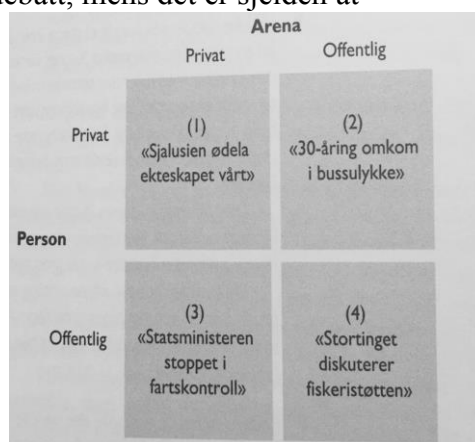 debatt, mens det er sjelden at
Arena
Privat Offentlig
Privat
(1)
«Sjalusien ødela
ekteskapet vårt»
(2)
«30-åring omkom
i bussulykke»
Person
Offentlig
(3)
«Statsministeren
stoppet i
fartskontroll»
(4)
«Stortinget
diskuterer
fiskeristøtten»